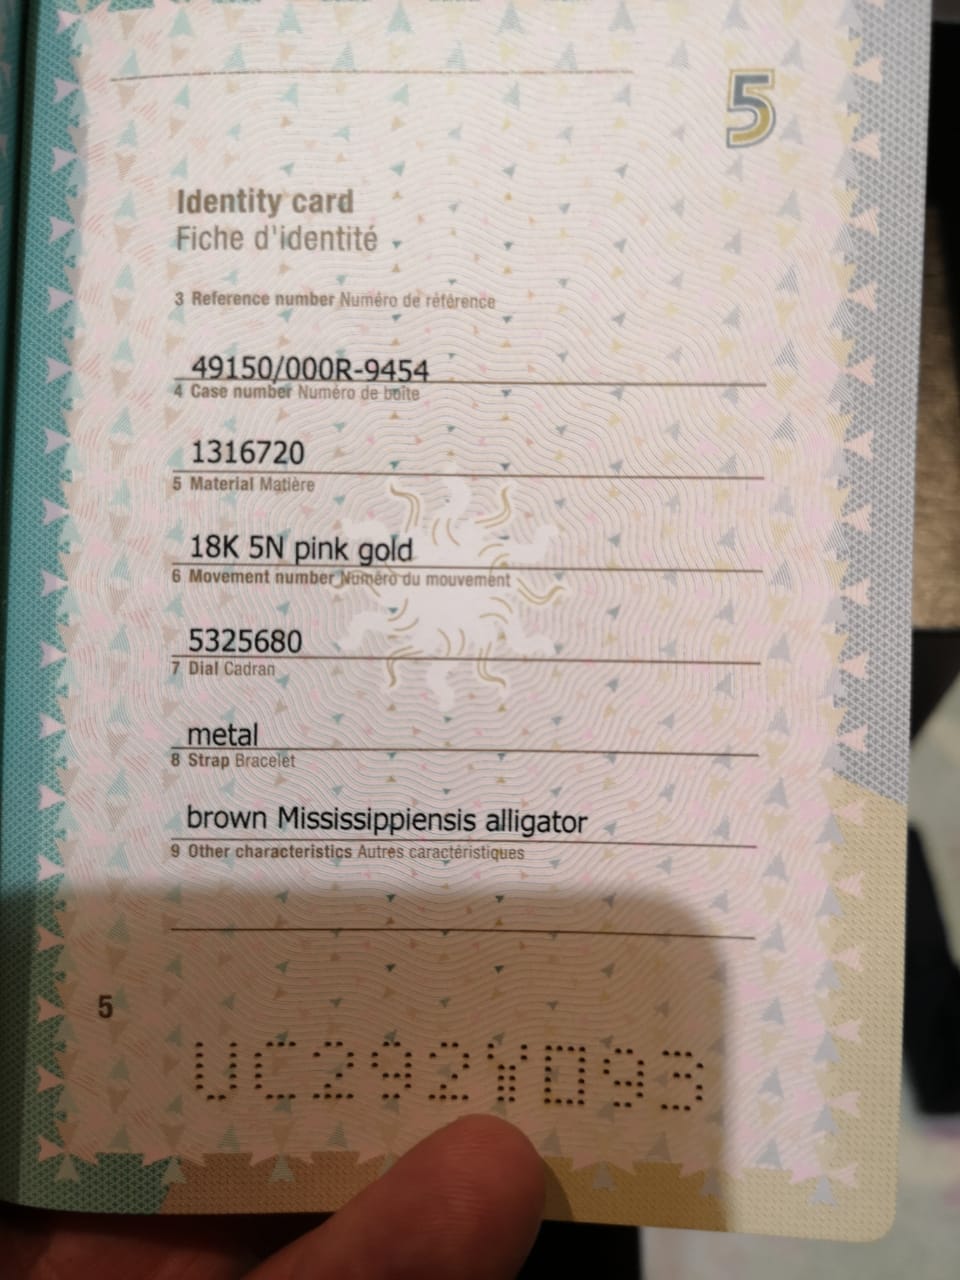 5
Identity card
Fiche d'identité
3 Reference number Numéro de référence
49150/000R-9454
4 Case number Numéro de boîte
1316720
5 Material Matière
18K 5N pink gold
6 Movement number Numéro du mouvement
5325680
7 Dial Cadran
metal
8 Strap Bracelet
brown Mississippiensis alligator
9 Other characteristics Autres caractéristiques
5
UC292Y093